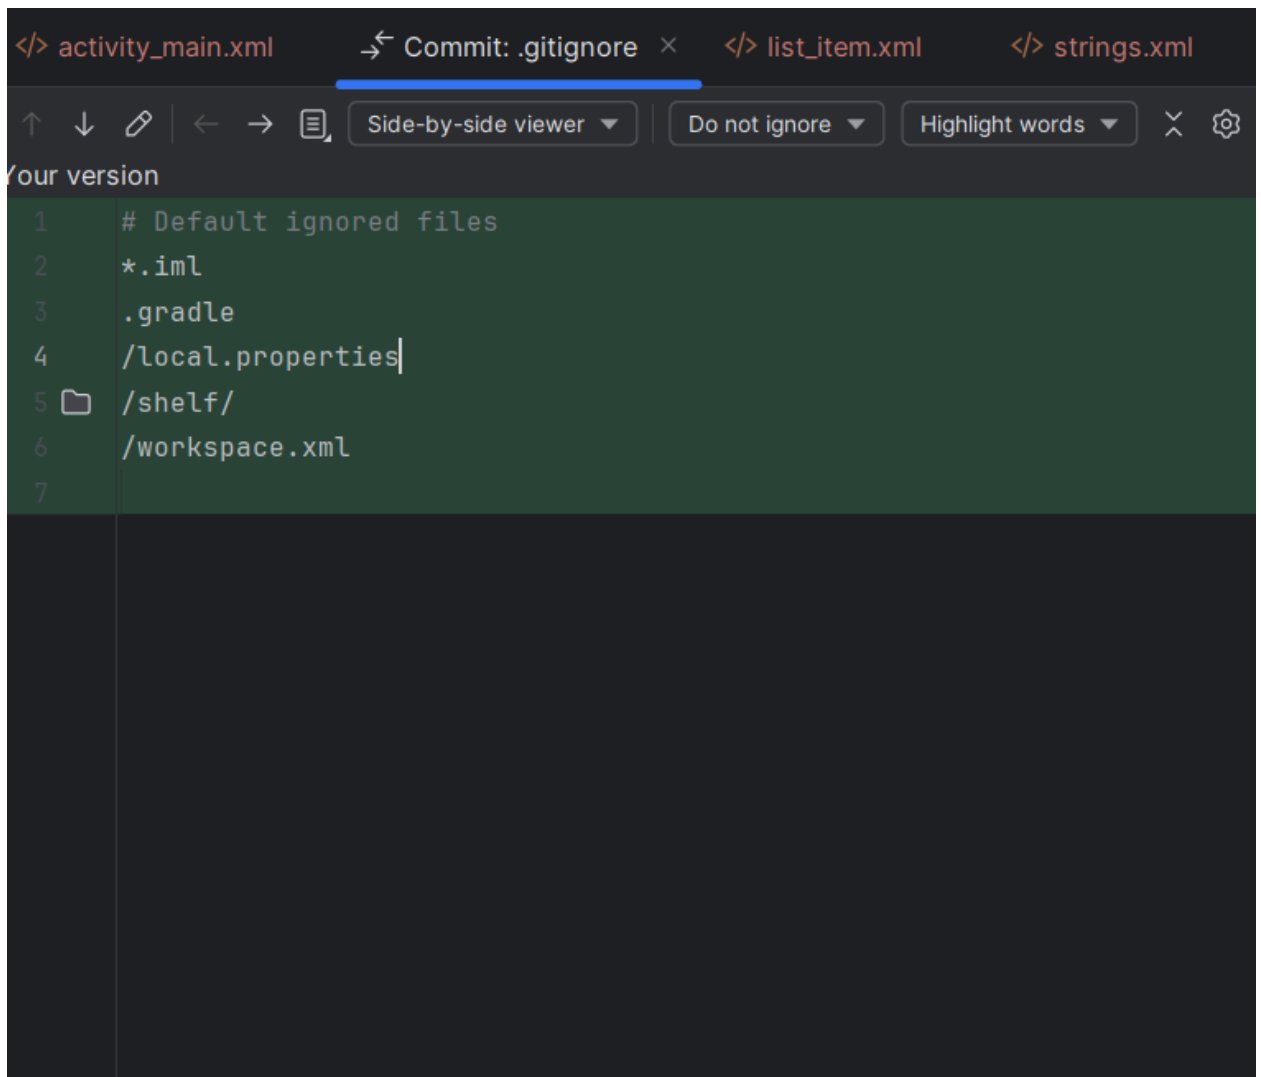 </> activity_main.xml Commit: .gitignore × </> list_item.xml </> strings.xml
Side-by-side viewer Do not ignore Highlight words
Your version
1 # Default ignored files
2 *.iml
3 .gradle
4 /local.properties
5 /shelf/
6 /workspace.xml
7